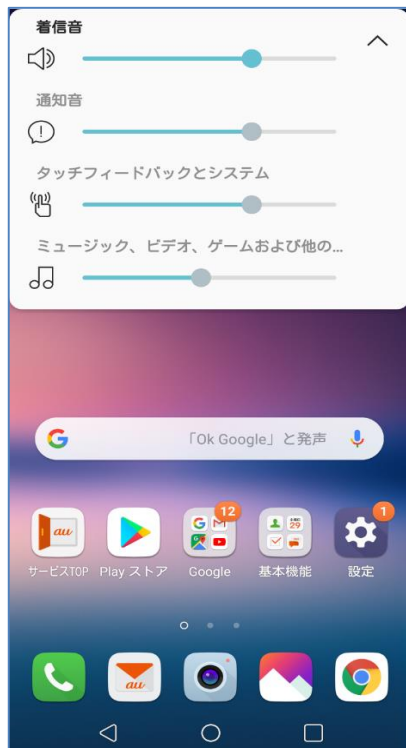 着信音
通知音
タッチフィードバックとシステム
ミュージック、ビデオ、ゲームおよび他の...
「Ok Google」と発声
au
12
29
1
サービスTOP
Play ストア
Google
基本機能
設定
au